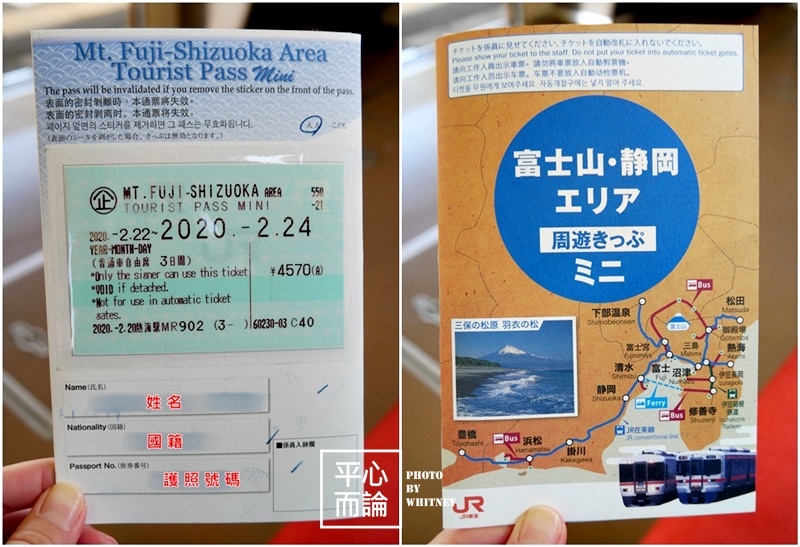 Mt. Fuji-Shizuoka Area
Tourist Pass Mini
The pass will be invalidated if you remove the sticker on the front of the pass.
表面的密封剝離時，本通票將失效。
表面的密封剥离时，本通票将失效。
페이지 앞면의 스티커를 제거하면 그 패스는 무효화됩니다.
(表面のシールを剥がした場合、きっぷは無効となります。)
大人 こども
企 MT.FUJI-SHIZUOKA AREA 550
TOURIST PASS MINI -21
2020.-2.22~2020.-2.24
YEAR-MONTH-DAY
(普通車自由席 3日間)
*Only the signer can use this ticket
¥4570(A)
*VOID if detached.
*Not for use in automatic ticket
gates.
2020.-2.20熱海駅MR902 (3- ) 60230-03 C40
Name(氏名)
姓名
Nationality(国籍)
國籍
■係員入鋏欄
Passport No.(旅券番号)
護照號碼
平心
而論
PHOTO
BY
WHITNEY
チケットを係員に見せてください。チケットを自動改札に入れないでください。
Please show your ticket to the staff. Do not put your ticket into automatic ticket gates.
請向工作人員出示車票。請勿將車票放入自動剪票機。
请向工作人员出示车票。车票不要放入自动检票机。
티켓을 무원에게 보여주세요. 자동개찰구에는 넣지 말아 주세요.
富士山・静岡
エリア
周遊きっぷ
ミニ
Bus
下部温泉
Shimobeonsen
松田
Matsuda
富士山
御殿場
Gotemba
三保の松原 羽衣の松
富士宮
Fujinomiya
三島
Mishima
熱海
Atami
清水
Shimizu
富士
Fuji
沼津
Numazu
伊豆長岡
Izunagaoka
静岡
Shizuoka
Ferry
修善寺
Shuzenji
伊豆箱根
鉄道
Izuhakone
Railway
Bus
JR在来線
JR conventional line
豊橋
Toyohashi
Bus
浜松
Hamamatsu
掛川
Kakegawa
JR
JR東海